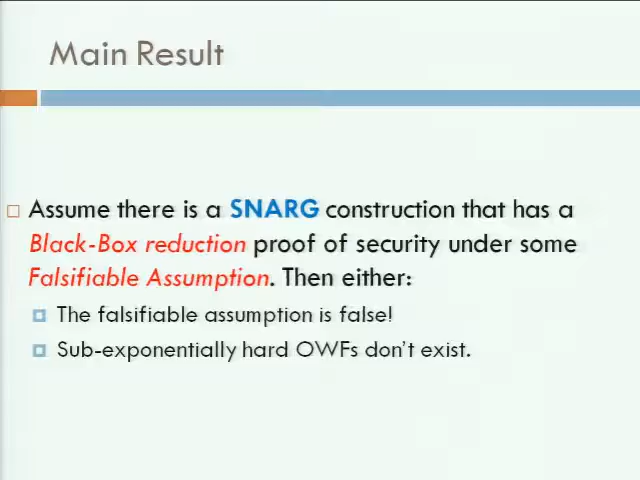 Main Result
Assume there is a SNARG construction that has a
Black-Box reduction proof of security under some
Falsifiable Assumption. Then either:
The falsifiable assumption is false!
Sub-exponentially hard OWFs don't exist.